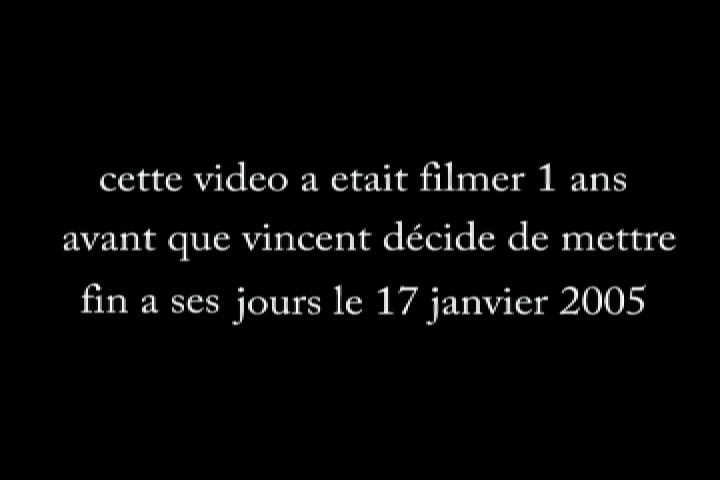 cette video a etait filmer 1 ans
avant que vincent décide de mettre
fin a ses jours le 17 janvier 2005